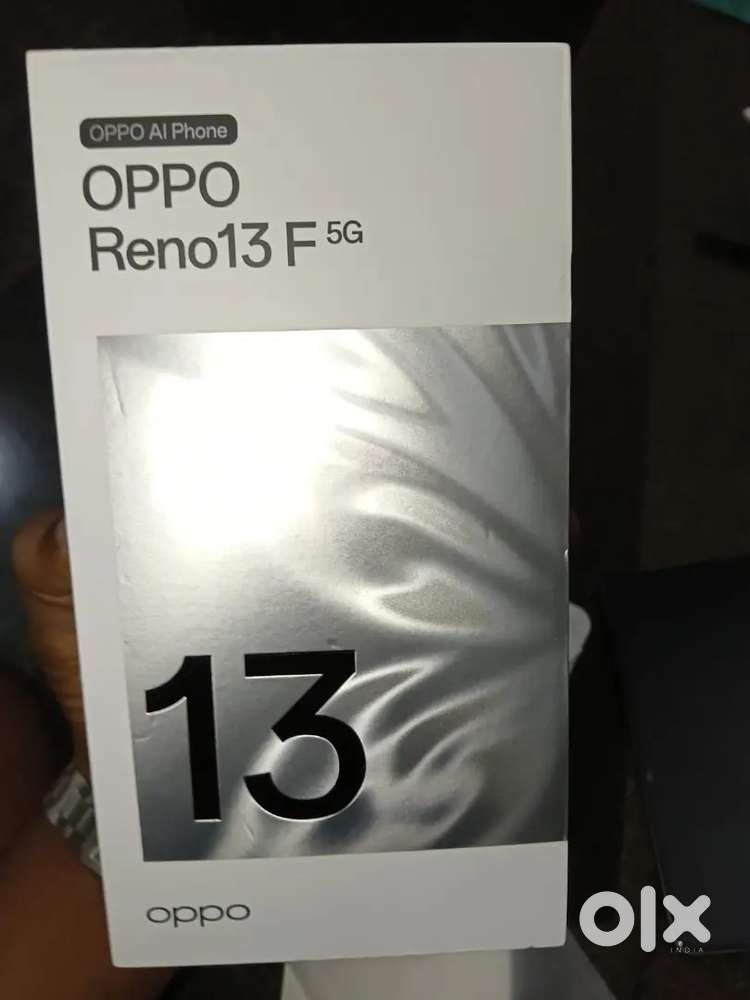 OPPO AI Phone
OPPO
Reno13 F 5G
13
oppo
olx
INDIA